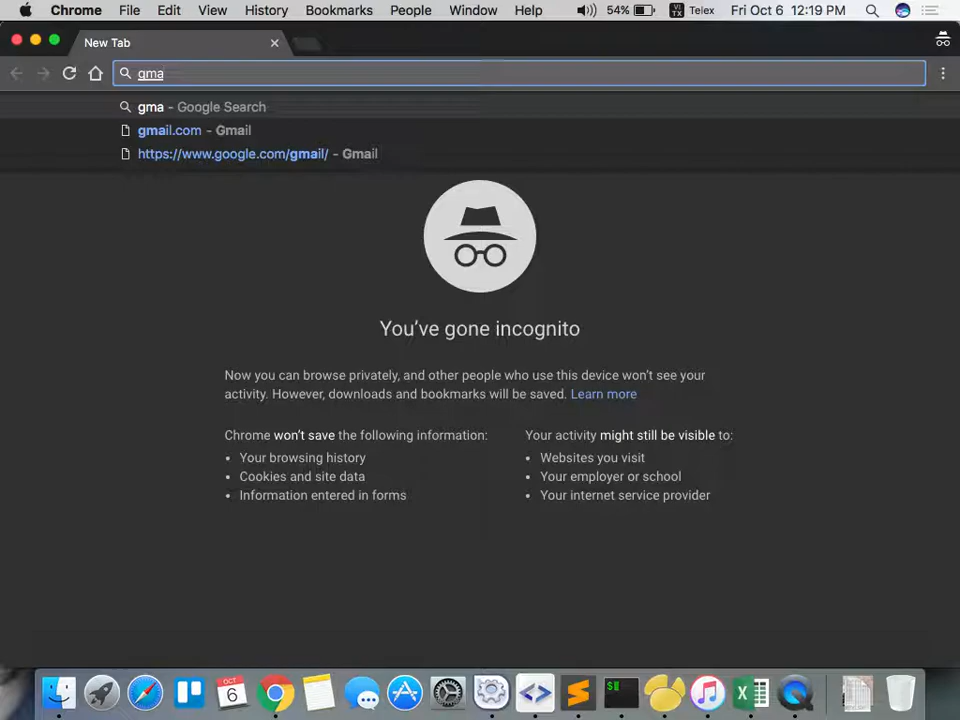 Chrome File Edit View History Bookmarks People Window Help 54% VI TX Telex Fri Oct 6 12:19 PM
New Tab
gma
gma - Google Search
gmail.com - Gmail
https://www.google.com/gmail/ - Gmail
You've gone incognito
Now you can browse privately, and other people who use this device won't see your
activity. However, downloads and bookmarks will be saved. Learn more
Chrome won't save the following information:
• Your browsing history
• Cookies and site data
• Information entered in forms
Your activity might still be visible to:
• Websites you visit
• Your employer or school
• Your internet service provider
OCT
6